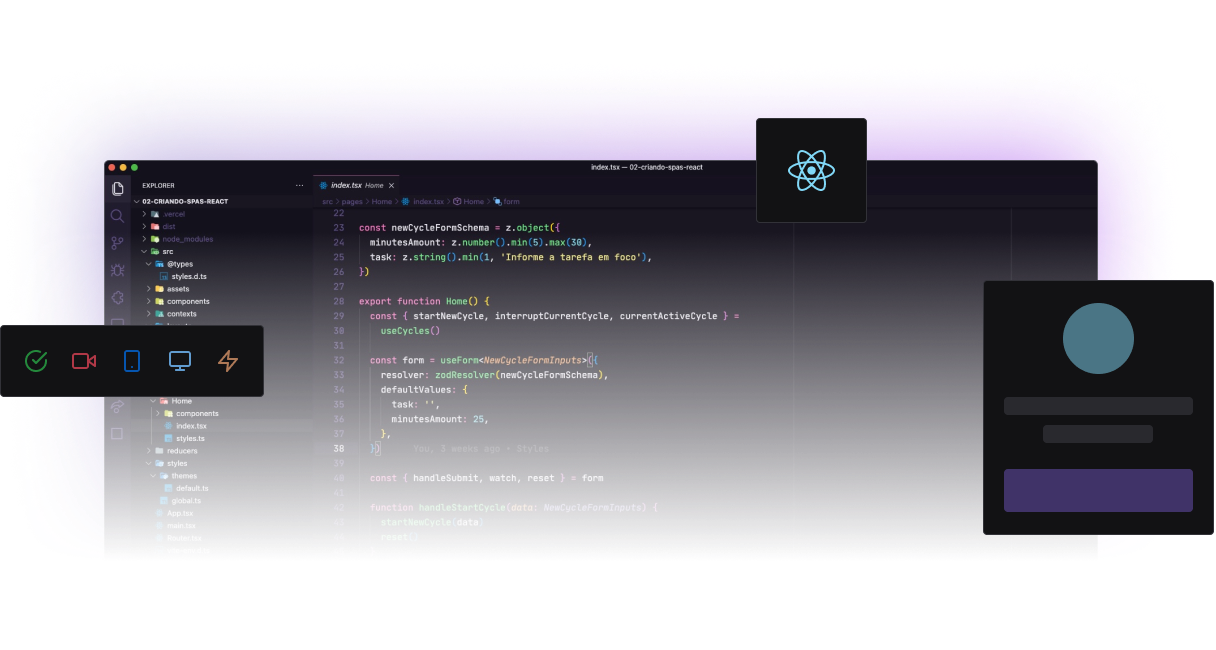 index.tsx — 02-criando-spas-react
EXPLORER
···
02-CRIANDO-SPAS-REACT
.vercel
dist
node_modules
src
@types
styles.d.ts
assets
components
contexts
Home
components
index.tsx
styles.ts
reducers
styles
themes
default.ts
global.ts
App.tsx
main.tsx
Router.tsx
index.tsx Home ×
src > pages > Home > index.tsx > Home > form
22
23 const newCycleFormSchema = z.object({
24 minutesAmount: z.number().min(5).max(30),
25 task: z.string().min(1, 'Informe a tarefa em foco'),
26 })
27
28 export function Home() {
29 const { startNewCycle, interruptCurrentCycle, currentActiveCycle } =
30 useCycles()
31
32 const form = useForm<NewCycleFormInputs>({
33 resolver: zodResolver(newCycleFormSchema),
34 defaultValues: {
35 task: '',
36 minutesAmount: 25,
37 },
38 }) You, 3 weeks ago • Styles
39
40 const { handleSubmit, watch, reset } = form
41
42 function handleStartCycle(data: NewCycleFormInputs) {
43 startNewCycle(data)
reset()